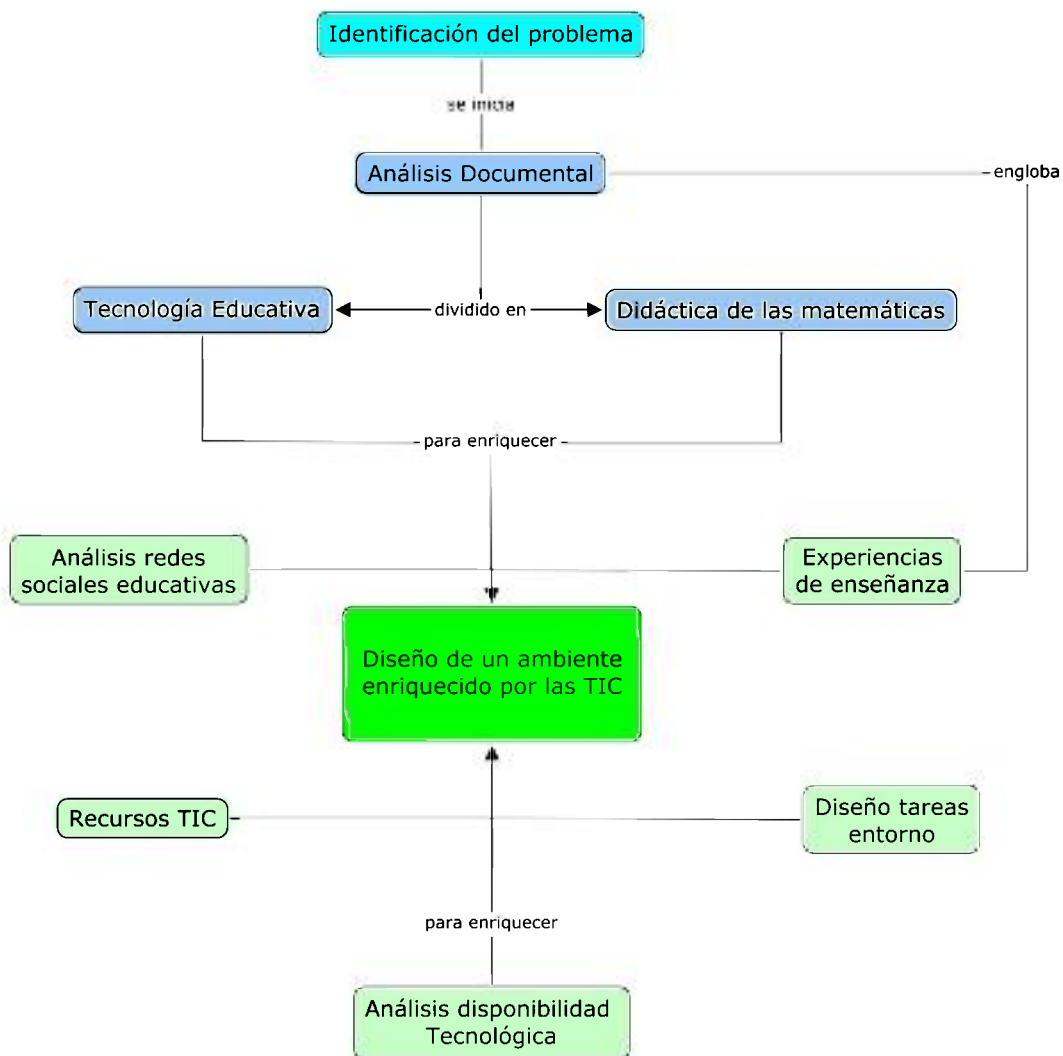 Identificación del problema
se inicia
Análisis Documental
engloba
Tecnología Educativa
dividido en
Didáctica de las matemáticas
para enriquecer
Análisis redes
sociales educativas
Experiencias
de enseñanza
Diseño de un ambiente
enriquecido por las TIC
Recursos TIC
Diseño tareas
entorno
para enriquecer
Análisis disponibilidad
Tecnológica